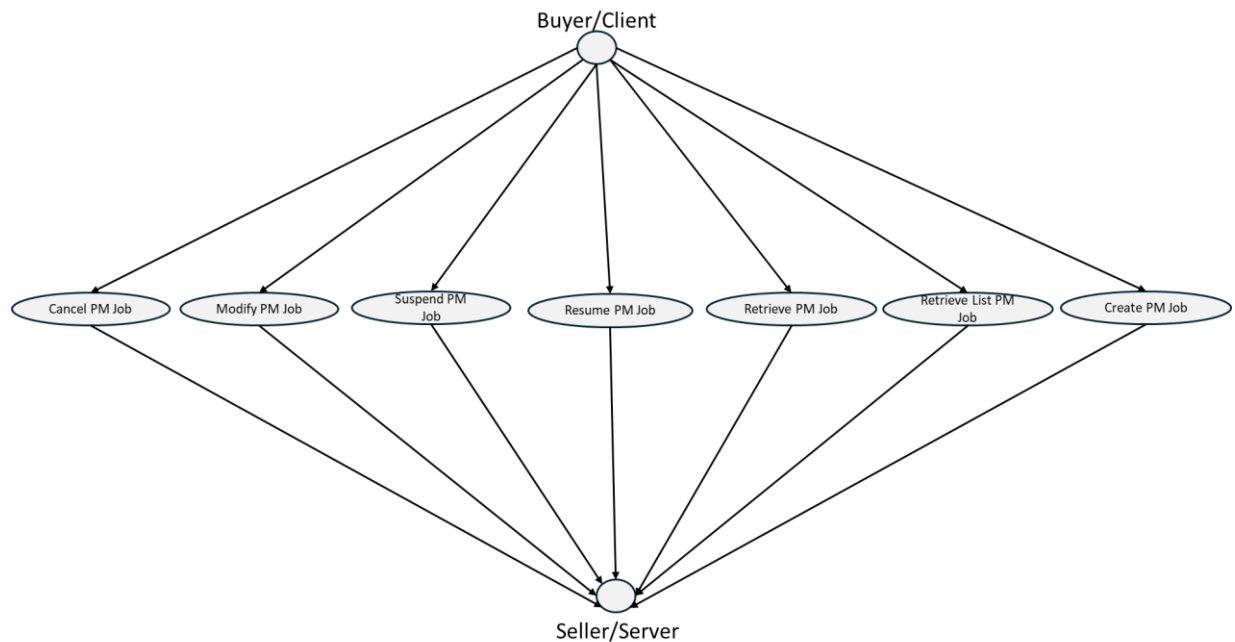 Buyer/Client
Cancel PM Job
Modify PM Job
Suspend PM
Job
Resume PM Job
Retrieve PM Job
Retrieve List PM
Job
Create PM Job
Seller/Server